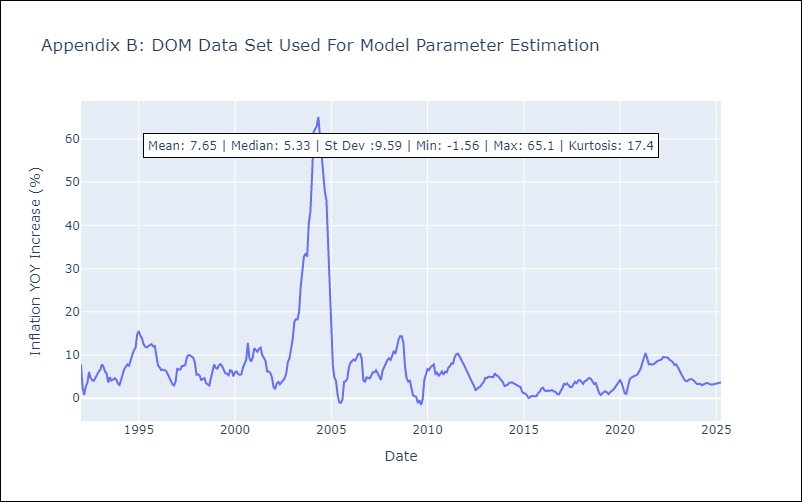 Appendix B: DOM Data Set Used For Model Parameter Estimation
Mean: 7.65 | Median: 5.33 | St Dev :9.59 | Min: -1.56 | Max: 65.1 | Kurtosis: 17.4
Inflation YOY Increase (%)
60
50
40
30
20
10
0
1995 2000 2005 2010 2015 2020 2025
Date